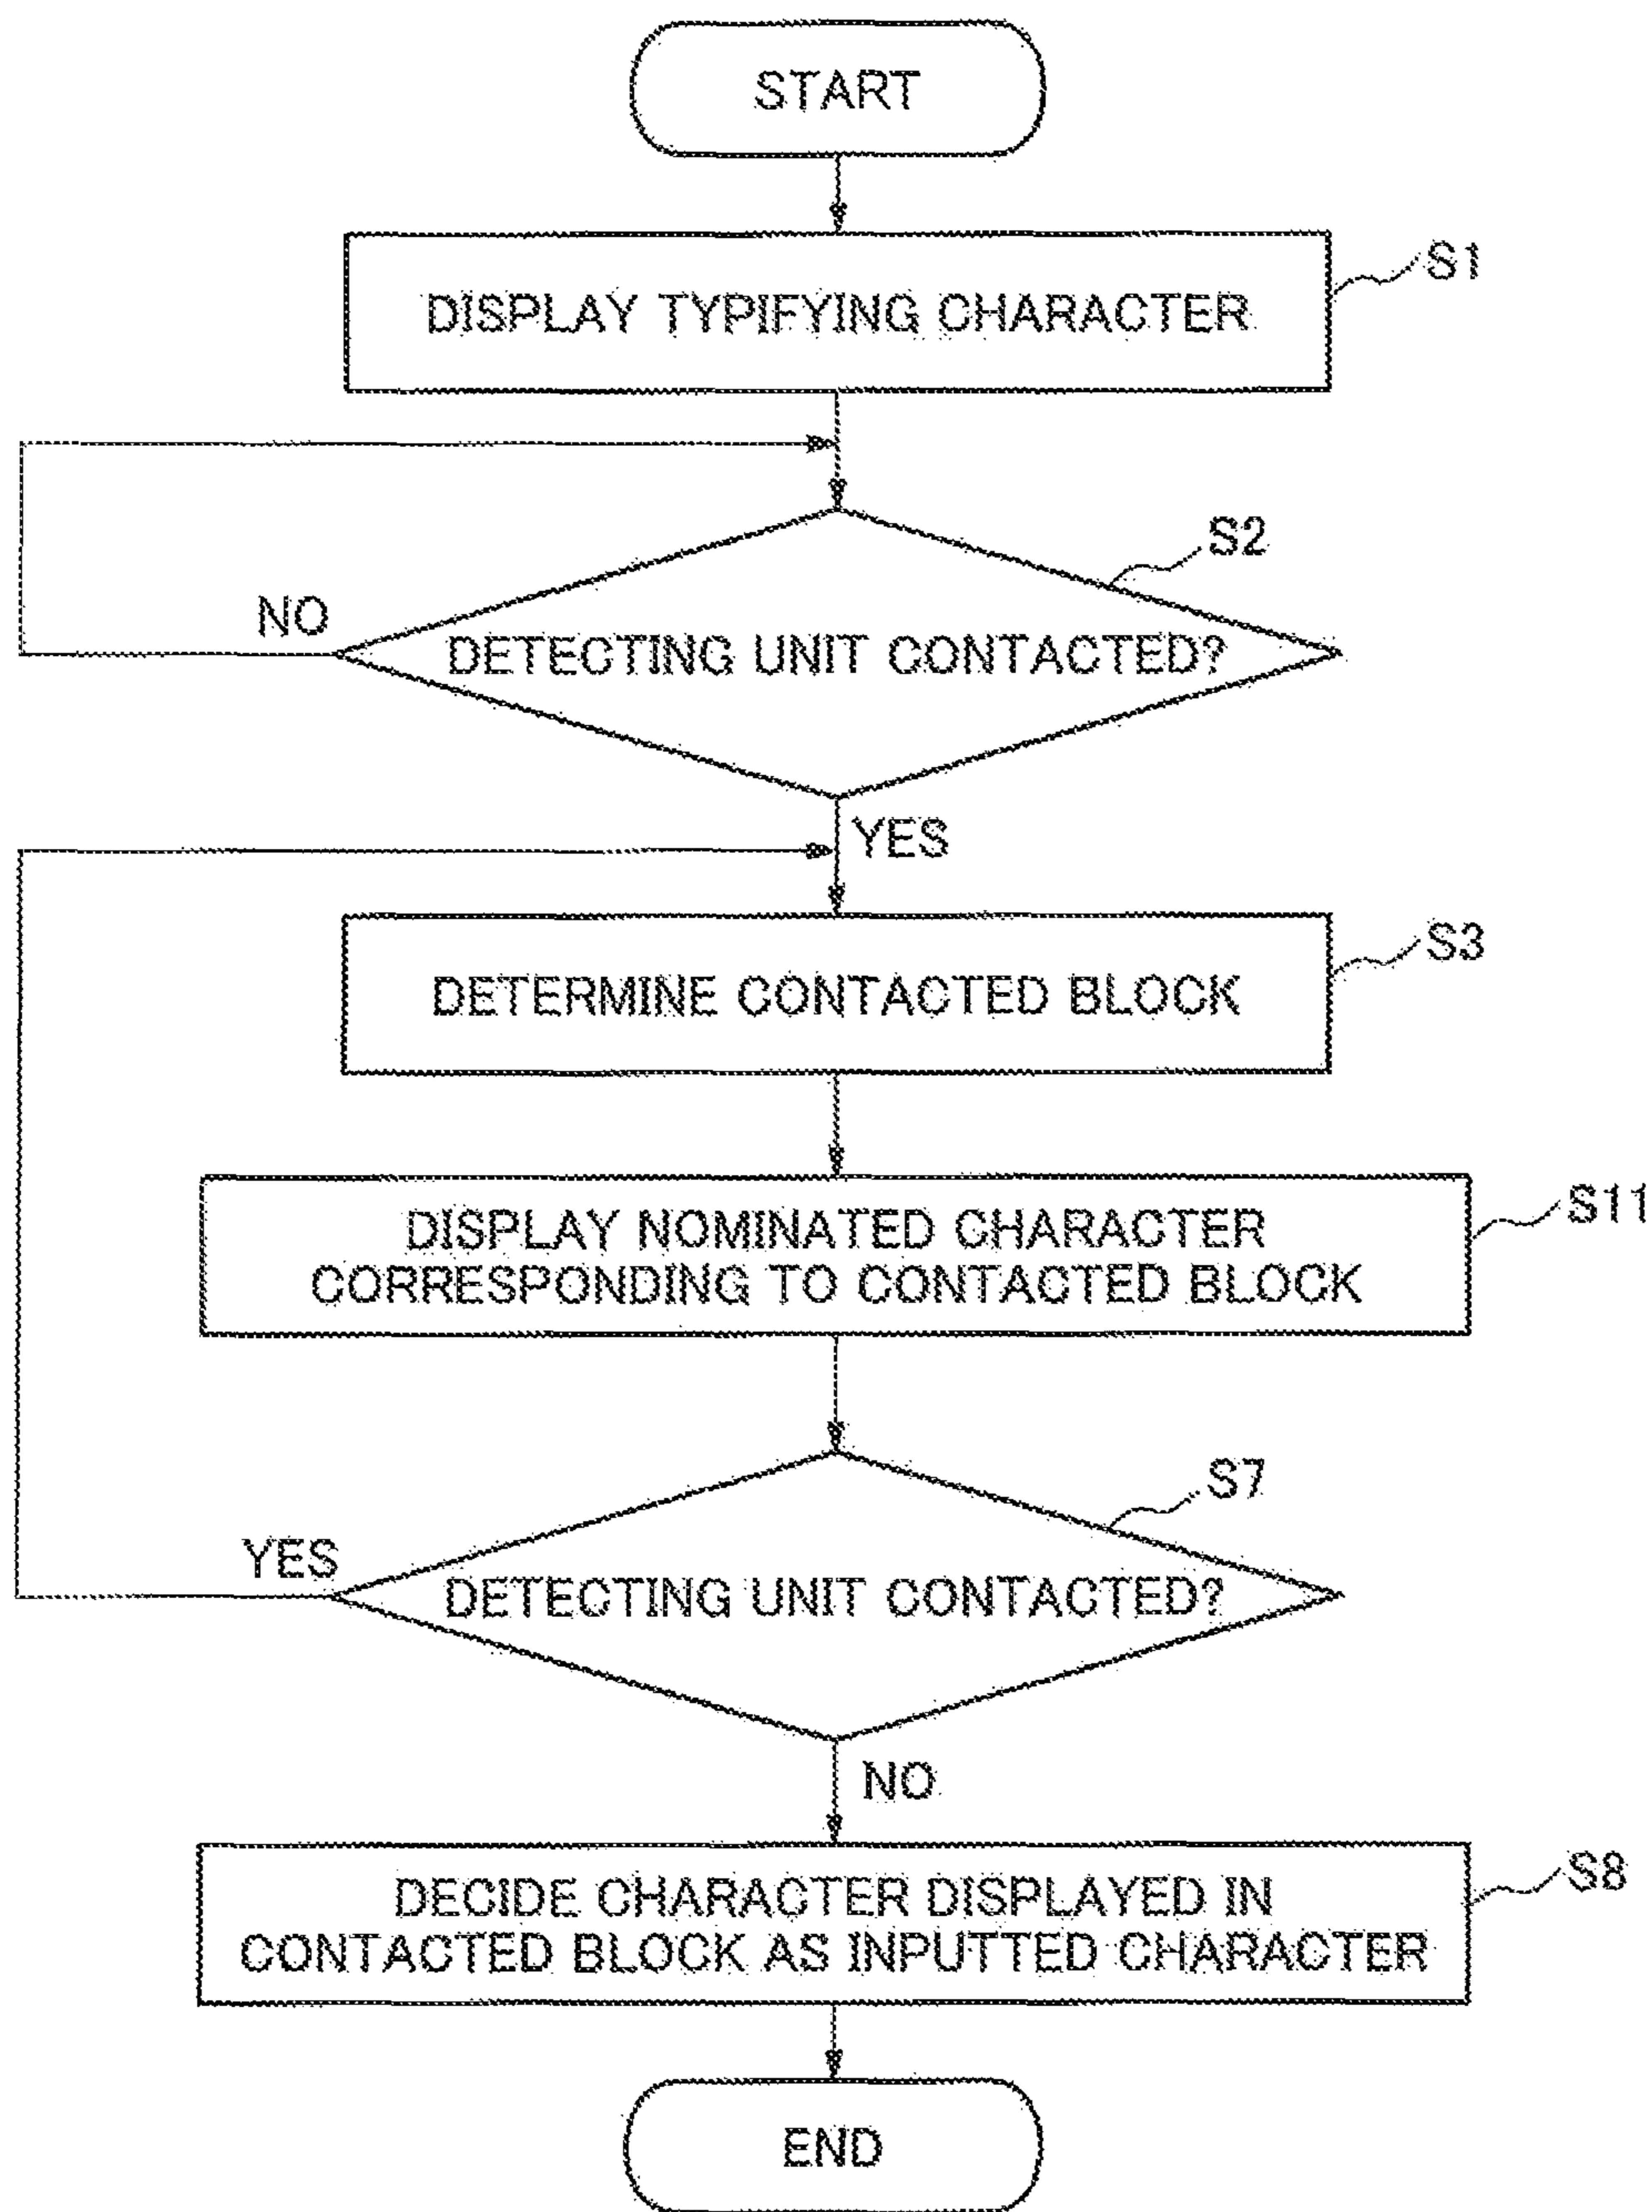 START
S1
DISPLAY TYPIFYING CHARACTER
S2
NO
DETECTING UNIT CONTACTED?
YES
S3
DETERMINE CONTACTED BLOCK
S11
DISPLAY NOMINATED CHARACTER
CORRESPONDING TO CONTACTED BLOCK
S7
YES
DETECTING UNIT CONTACTED?
NO
S8
DECIDE CHARACTER DISPLAYED IN
CONTACTED BLOCK AS INPUTTED CHARACTER
END